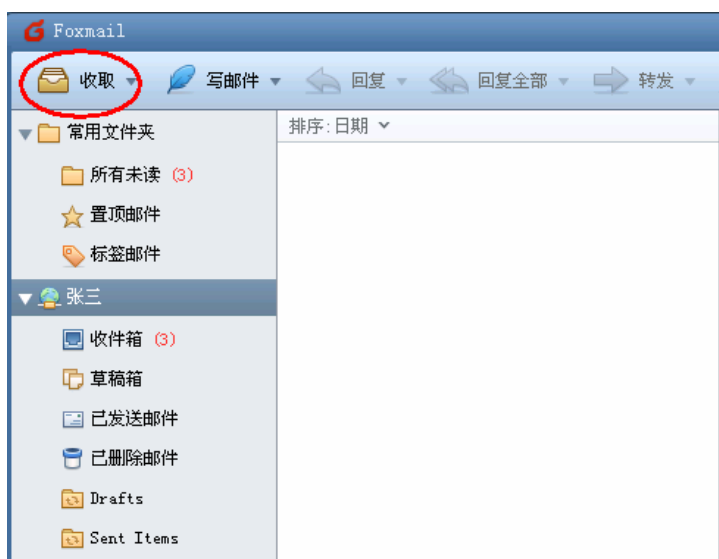 Foxmail
收取 写邮件 回复 回复全部 转发
常用文件夹
排序:日期
所有未读 (3)
置顶邮件
标签邮件
张三
收件箱 (3)
草稿箱
已发送邮件
已删除邮件
Drafts
Sent Items